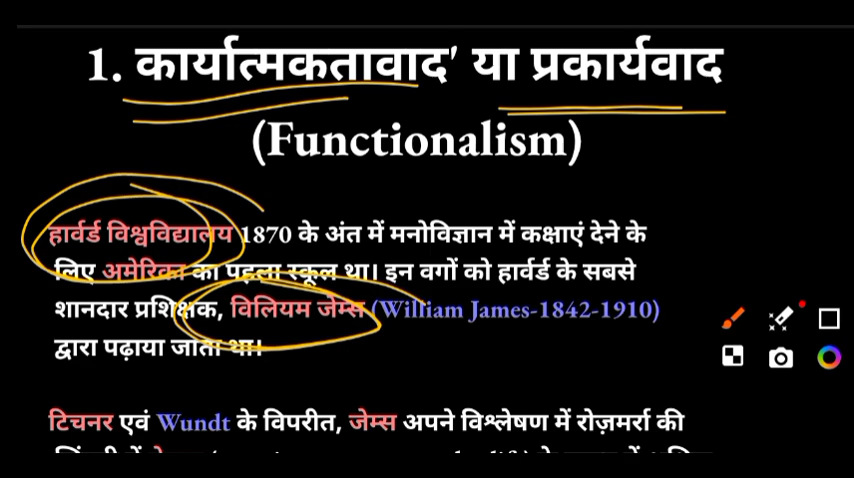 1. कार्यात्मकतावाद' या प्रकार्यवाद
(Functionalism)
हार्वर्ड विश्वविद्यालय 1870 के अंत में मनोविज्ञान में कक्षाएं देने के
लिए अमेरिका का पहला स्कूल था। इन वर्गों को हार्वर्ड के सबसे
शानदार प्रशिक्षक, विलियम जेम्स (William James-1842-1910)
द्वारा पढ़ाया जाता था।
टिचनर एवं Wundt के विपरीत, जेम्स अपने विश्लेषण में रोज़मर्रा की